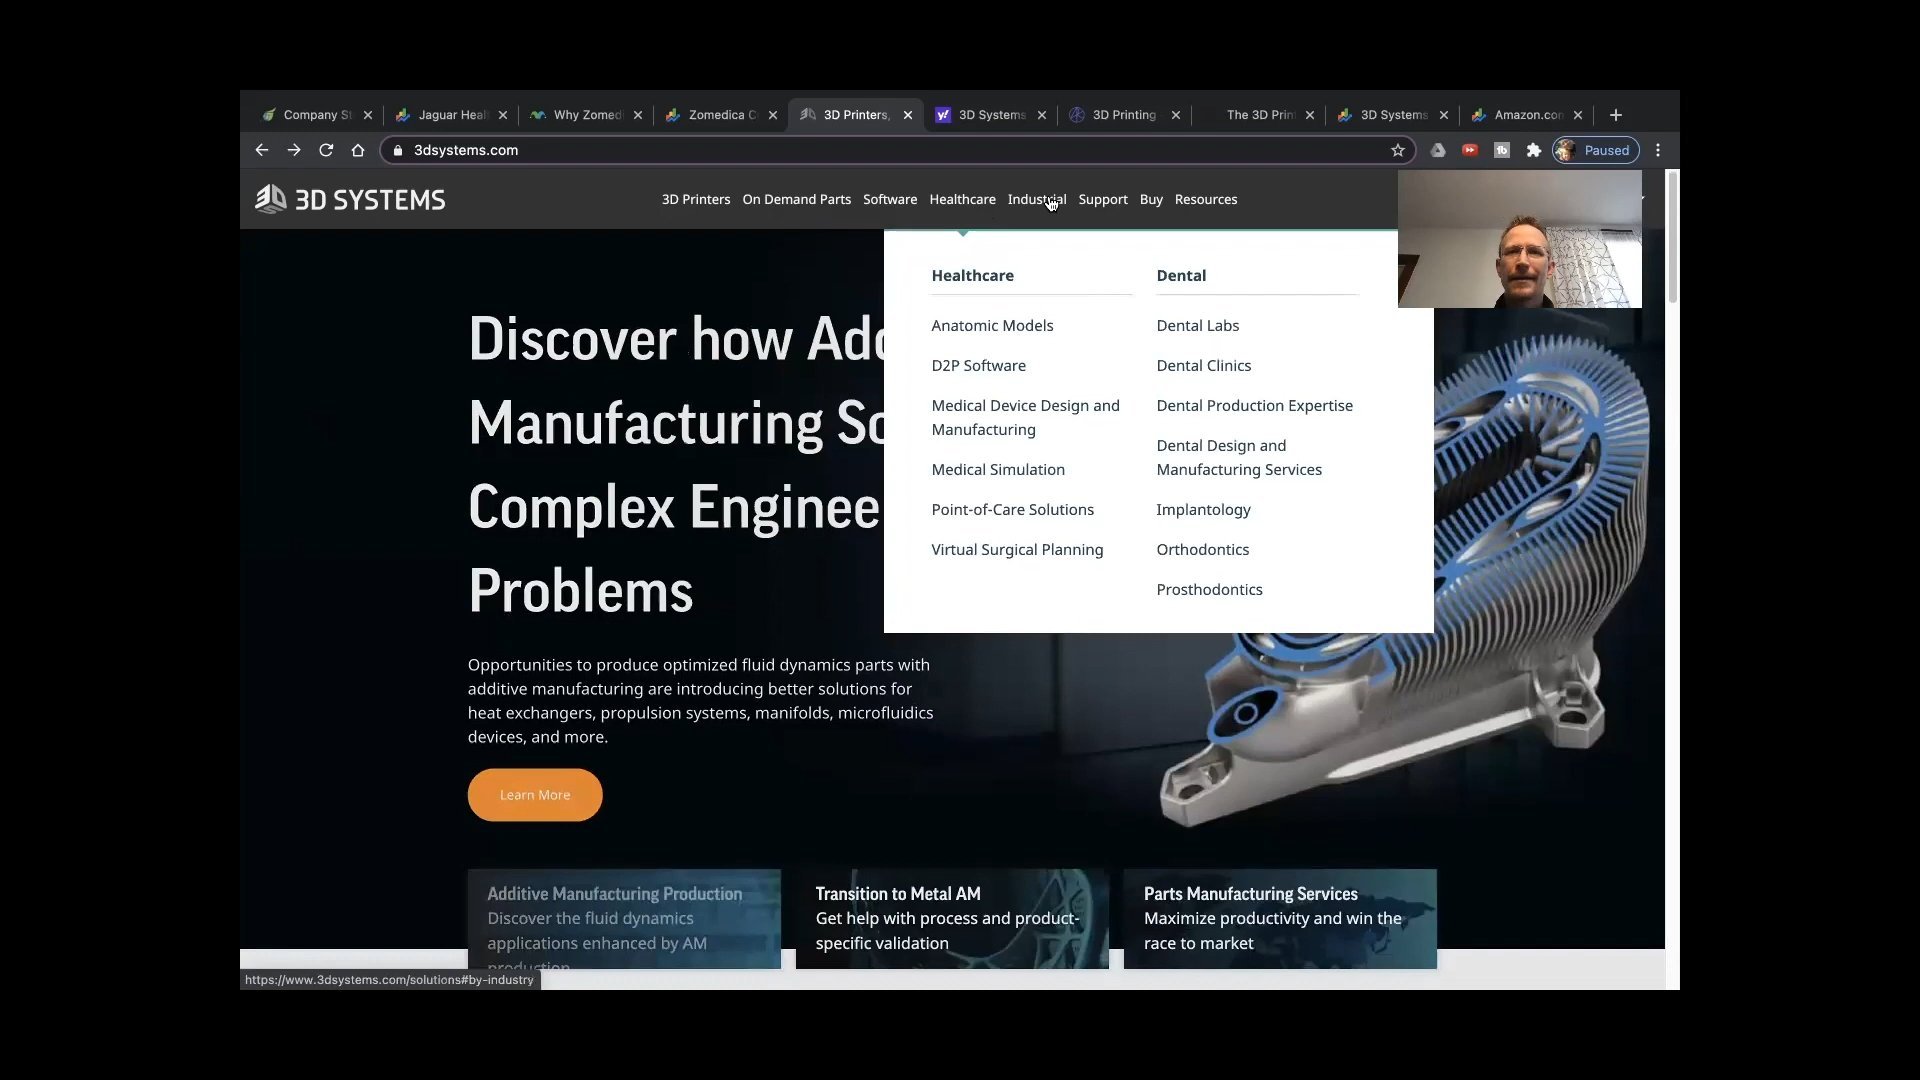 Company St
Jaguar Heal
Why Zomedi
Zomedica C
3D Printers,
3D Systems
3D Printing
The 3D Prin
3D Systems
Amazon.con
3dsystems.com
Paused
3D SYSTEMS
3D Printers
On Demand Parts
Software
Healthcare
Industrial
Support
Buy
Resources
Healthcare
Anatomic Models
D2P Software
Medical Device Design and
Manufacturing
Medical Simulation
Point-of-Care Solutions
Virtual Surgical Planning
Dental
Dental Labs
Dental Clinics
Dental Production Expertise
Dental Design and
Manufacturing Services
Implantology
Orthodontics
Prosthodontics
Discover how Add
Manufacturing So
Complex Enginee
Problems
Opportunities to produce optimized fluid dynamics parts with
additive manufacturing are introducing better solutions for
heat exchangers, propulsion systems, manifolds, microfluidics
devices, and more.
Learn More
Additive Manufacturing Production
Discover the fluid dynamics
applications enhanced by AM
production
Transition to Metal AM
Get help with process and product-
specific validation
Parts Manufacturing Services
Maximize productivity and win the
race to market
https://www.3dsystems.com/solutions#by-industry